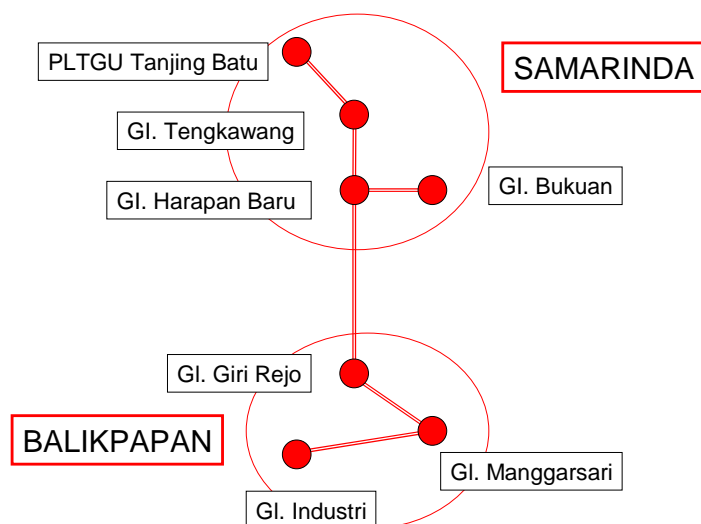 PLTGU Tanjing Batu
SAMARINDA
GI. Tengkawang
GI. Harapan Baru
GI. Bukuan
GI. Giri Rejo
BALIKPAPAN
GI. Manggarsari
GI. Industri